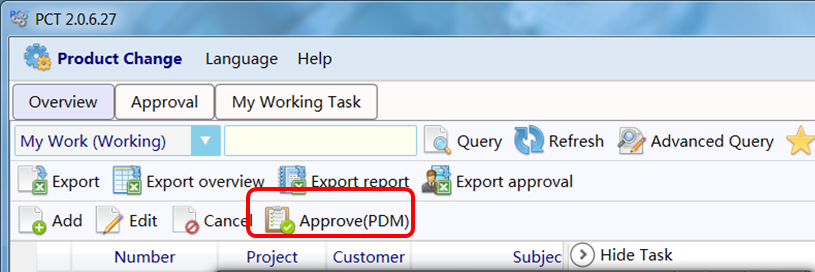 PCT 2.0.6.27
Product Change Language Help
Overview Approval My Working Task
My Work (Working) Query Refresh Advanced Query
Export Export overview Export report Export approval
Add Edit Cancel Approve(PDM)
Number Project Customer Subjec Hide Task